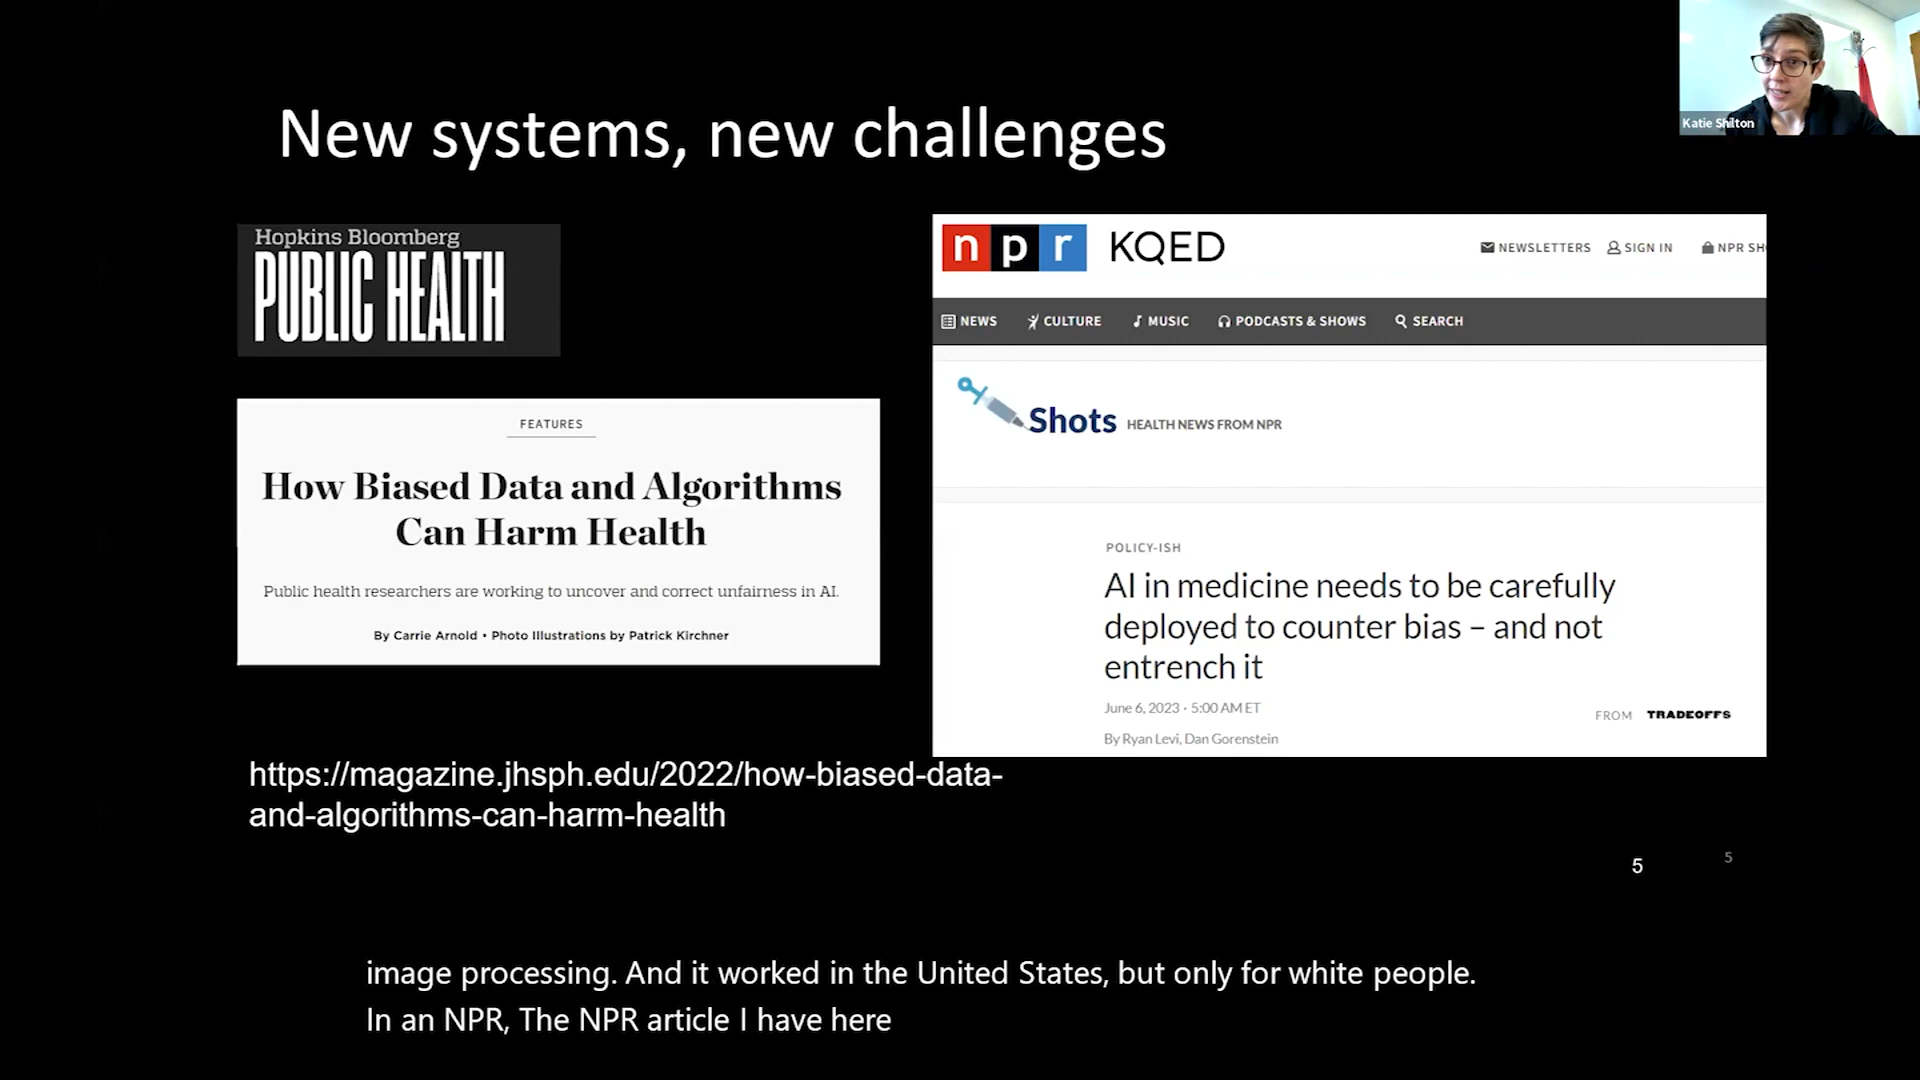 Katie Shilton
New systems, new challenges
Hopkins Bloomberg
PUBLIC HEALTH
FEATURES
How Biased Data and Algorithms
Can Harm Health
Public health researchers are working to uncover and correct unfairness in AI.
By Carrie Arnold • Photo Illustrations by Patrick Kirchner
https://magazine.jhsph.edu/2022/how-biased-data-
and-algorithms-can-harm-health
npr KQED
NEWSLETTERS SIGN IN NPR SH
NEWS CULTURE MUSIC PODCASTS & SHOWS SEARCH
Shots HEALTH NEWS FROM NPR
POLICY-ISH
AI in medicine needs to be carefully
deployed to counter bias – and not
entrench it
June 6, 2023 · 5:00 AM ET
FROM TRADEOFFS
By Ryan Levi, Dan Gorenstein
5
5
image processing. And it worked in the United States, but only for white people.
In an NPR, The NPR article I have here